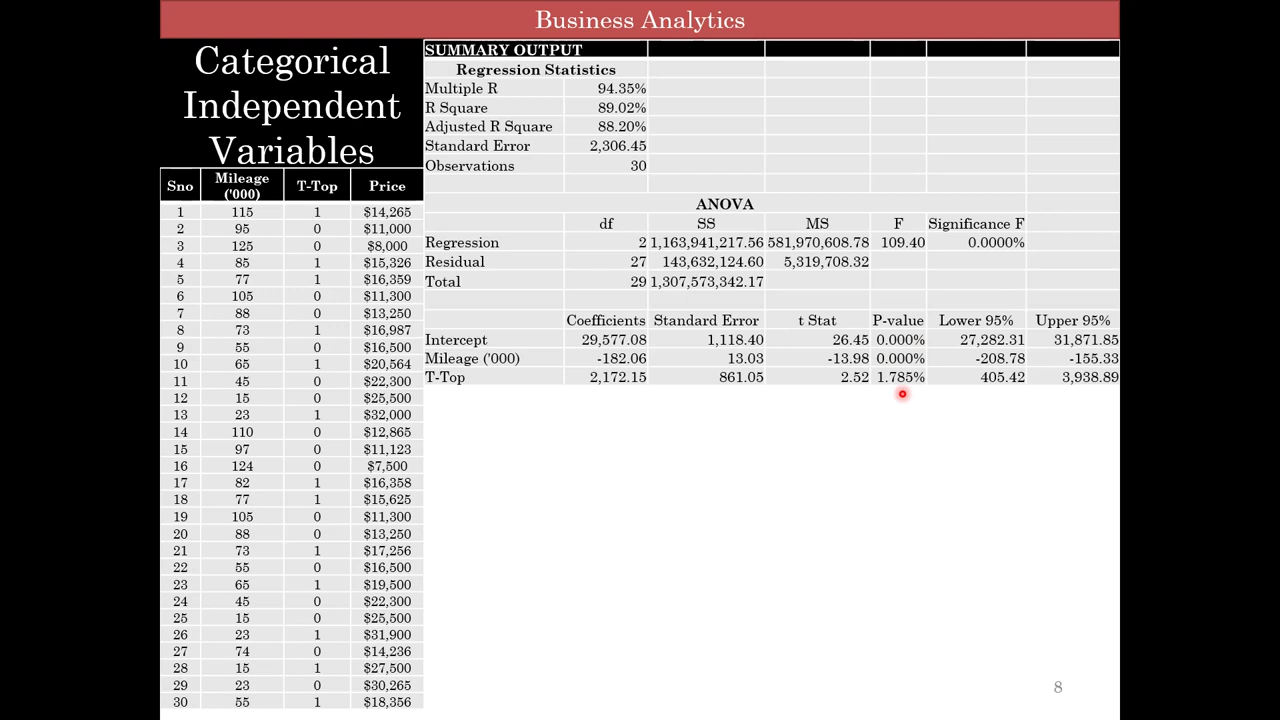 Business Analytics
Categorical
Independent
Variables
Sno Mileage ('000) T-Top Price
1 115 1 $14,265
2 95 0 $11,000
3 125 0 $8,000
4 85 1 $15,326
5 77 1 $16,359
6 105 0 $11,300
7 88 0 $13,250
8 73 1 $16,987
9 55 0 $16,500
10 65 1 $20,564
11 45 0 $22,300
12 15 0 $25,500
13 23 1 $32,000
14 110 0 $12,865
15 97 0 $11,123
16 124 0 $7,500
17 82 1 $16,358
18 77 1 $15,625
19 105 0 $11,300
20 88 0 $13,250
21 73 1 $17,256
22 55 0 $16,500
23 65 1 $19,500
24 45 0 $22,300
25 15 0 $25,500
26 23 1 $31,900
27 74 0 $14,236
28 15 1 $27,500
29 23 0 $30,265
30 55 1 $18,356
SUMMARY OUTPUT
Regression Statistics
Multiple R 94.35%
R Square 89.02%
Adjusted R Square 88.20%
Standard Error 2,306.45
Observations 30
ANOVA
df SS MS F Significance F
Regression 2 1,163,941,217.56 581,970,608.78 109.40 0.0000%
Residual 27 143,632,124.60 5,319,708.32
Total 29 1,307,573,342.17
Coefficients Standard Error t Stat P-value Lower 95% Upper 95%
Intercept 29,577.08 1,118.40 26.45 0.000% 27,282.31 31,871.85
Mileage ('000) -182.06 13.03 -13.98 0.000% -208.78 -155.33
T-Top 2,172.15 861.05 2.52 1.785% 405.42 3,938.89
8